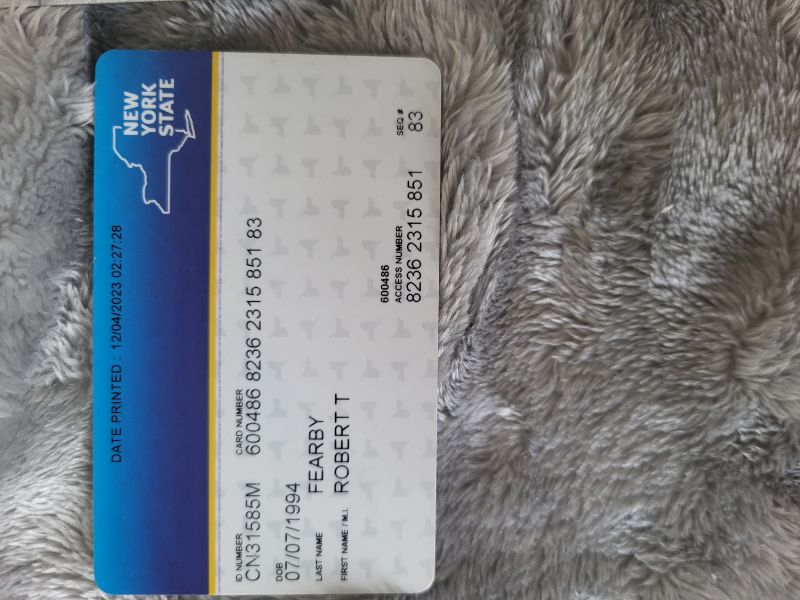 NEW
YORK
STATE
DATE PRINTED : 12/04/2023 02:27:28
ID NUMBER CARD NUMBER
CN31585M 600486 8236 2315 851 83
DOB
07/07/1994
LAST NAME FEARBY
FIRST NAME / M.I. ROBERT T
600486
ACCESS NUMBER SEQ #
8236 2315 851 83